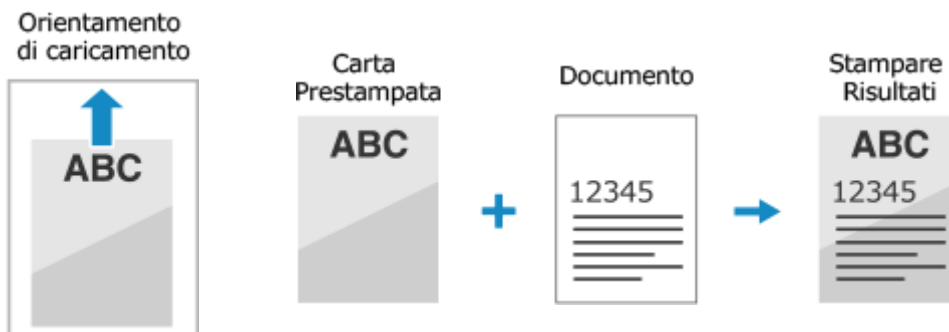 Orientamento
di caricamento
ABC
Carta
Prestampata
ABC
Documento
12345
Stampare
Risultati
ABC
12345